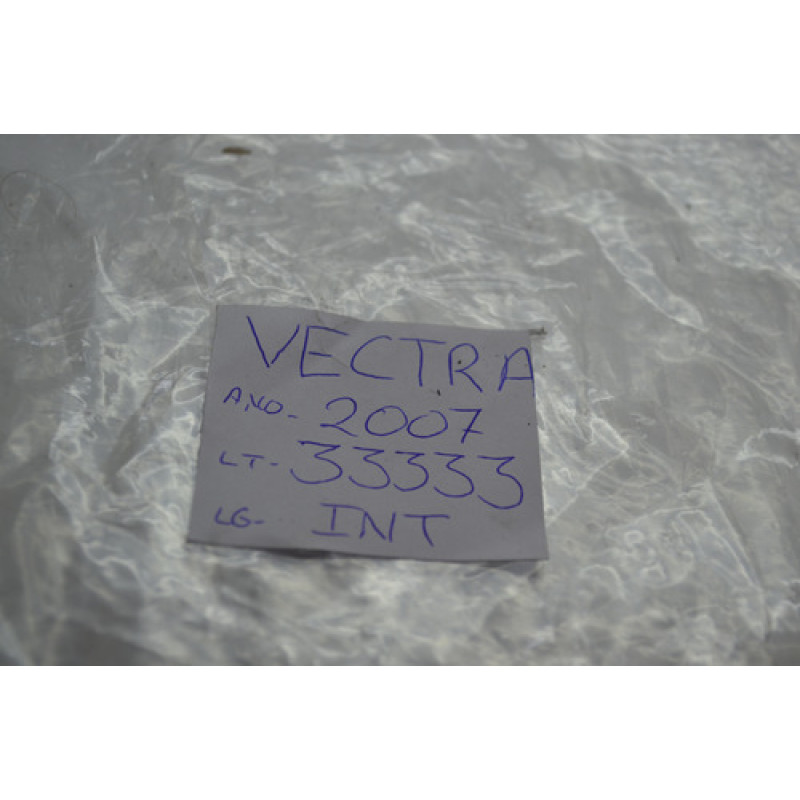 VECTRA
ANO- 2007
LT- 33333
LG- INT